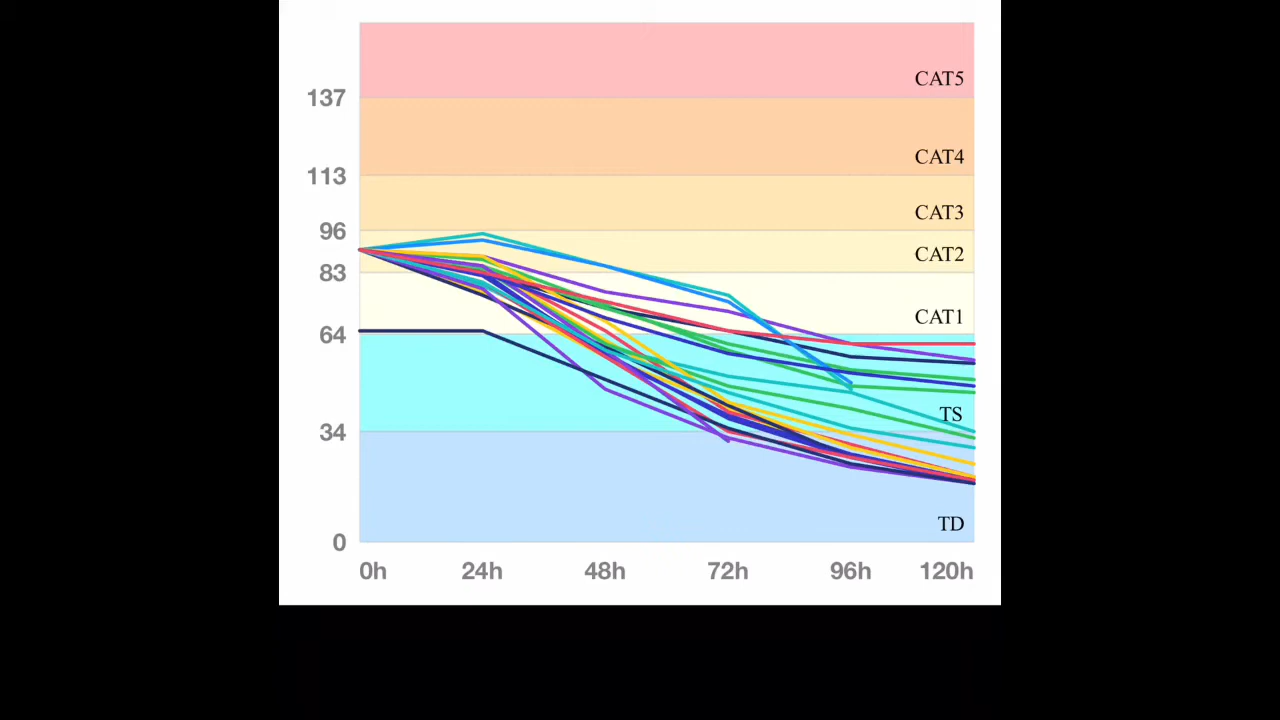 CAT5
137
CAT4
113
CAT3
96
CAT2
83
CAT1
64
TS
34
TD
0
0h 24h 48h 72h 96h 120h